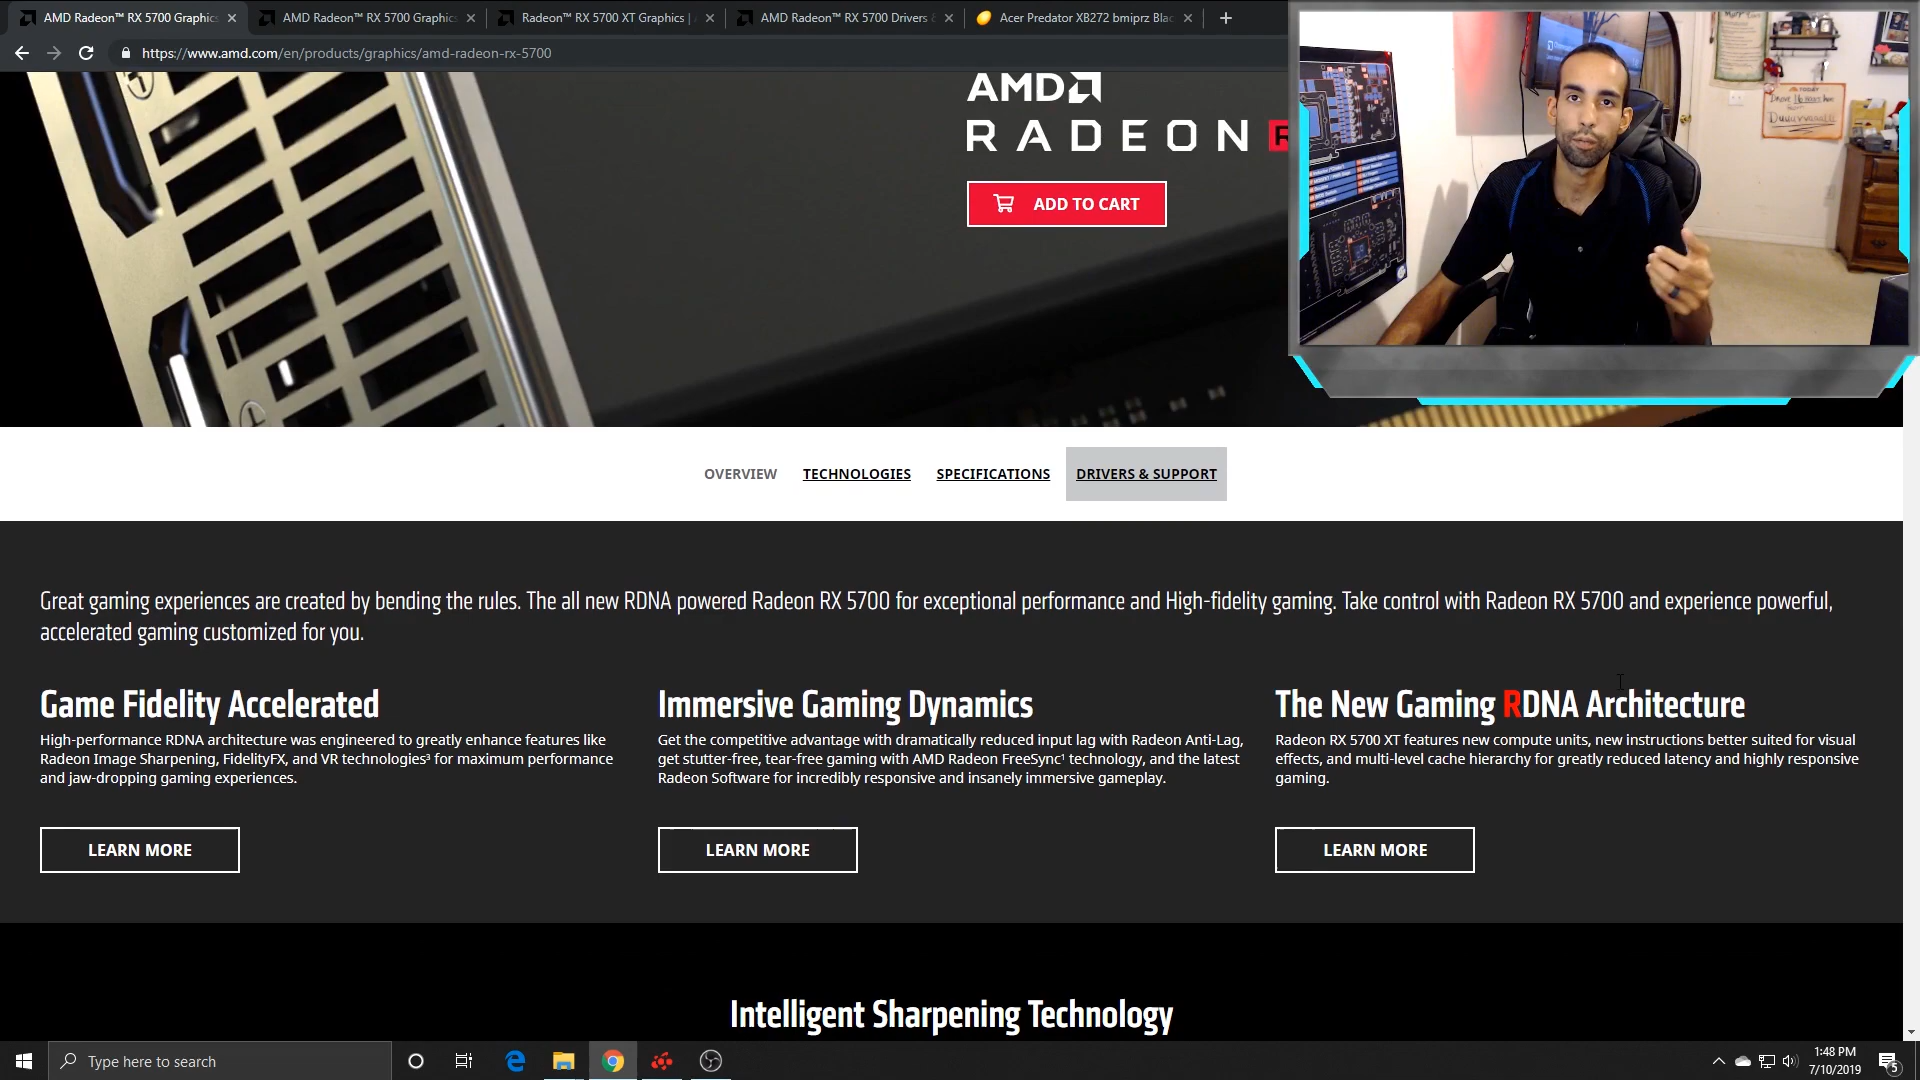 AMD Radeon™ RX 5700 Graphics
AMD Radeon™ RX 5700 Graphics
Radeon™ RX 5700 XT Graphics |
AMD Radeon™ RX 5700 Drivers &
Acer Predator XB272 bmiprz Blac
https://www.amd.com/en/products/graphics/amd-radeon-rx-5700
AMD
RADEON R
ADD TO CART
OVERVIEW
TECHNOLOGIES
SPECIFICATIONS
DRIVERS & SUPPORT
Great gaming experiences are created by bending the rules. The all new RDNA powered Radeon RX 5700 for exceptional performance and High-fidelity gaming. Take control with Radeon RX 5700 and experience powerful,
accelerated gaming customized for you.
Game Fidelity Accelerated
High-performance RDNA architecture was engineered to greatly enhance features like
Radeon Image Sharpening, FidelityFX, and VR technologies³ for maximum performance
and jaw-dropping gaming experiences.
LEARN MORE
Immersive Gaming Dynamics
Get the competitive advantage with dramatically reduced input lag with Radeon Anti-Lag,
get stutter-free, tear-free gaming with AMD Radeon FreeSync¹ technology, and the latest
Radeon Software for incredibly responsive and insanely immersive gameplay.
LEARN MORE
The New Gaming RDNA Architecture
Radeon RX 5700 XT features new compute units, new instructions better suited for visual
effects, and multi-level cache hierarchy for greatly reduced latency and highly responsive
gaming.
LEARN MORE
Intelligent Sharpening Technology
Type here to search
1:48 PM
7/10/2019
5